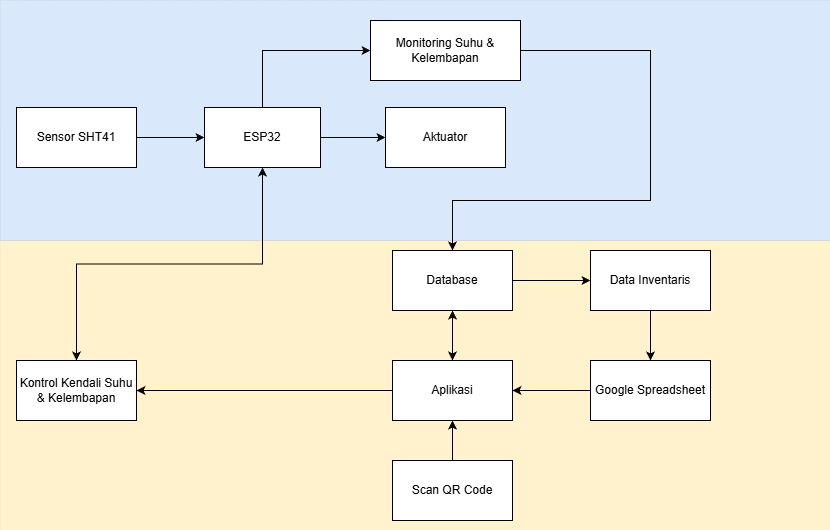 Monitoring Suhu &
Kelembapan
Sensor SHT41
ESP32
Aktuator
Database
Data Inventaris
Kontrol Kendali Suhu
& Kelembapan
Aplikasi
Google Spreadsheet
Scan QR Code